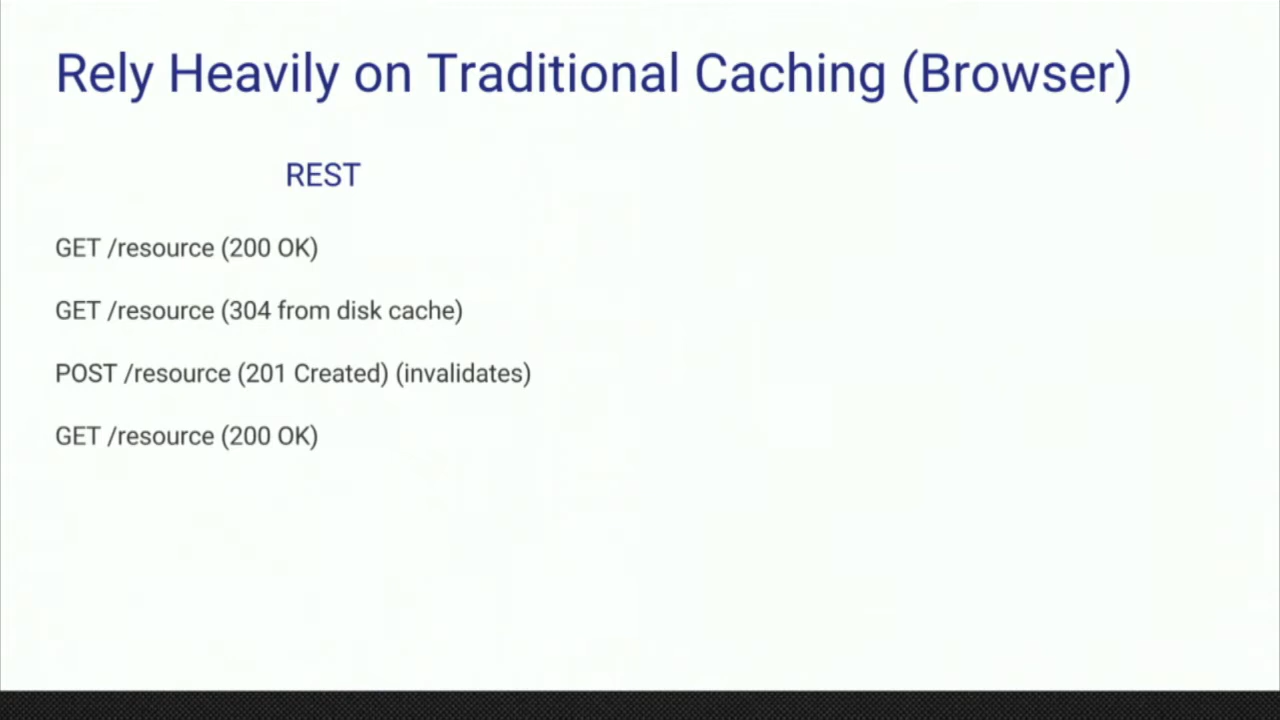 Rely Heavily on Traditional Caching (Browser)
REST
GET /resource (200 OK)
GET /resource (304 from disk cache)
POST /resource (201 Created) (invalidates)
GET /resource (200 OK)